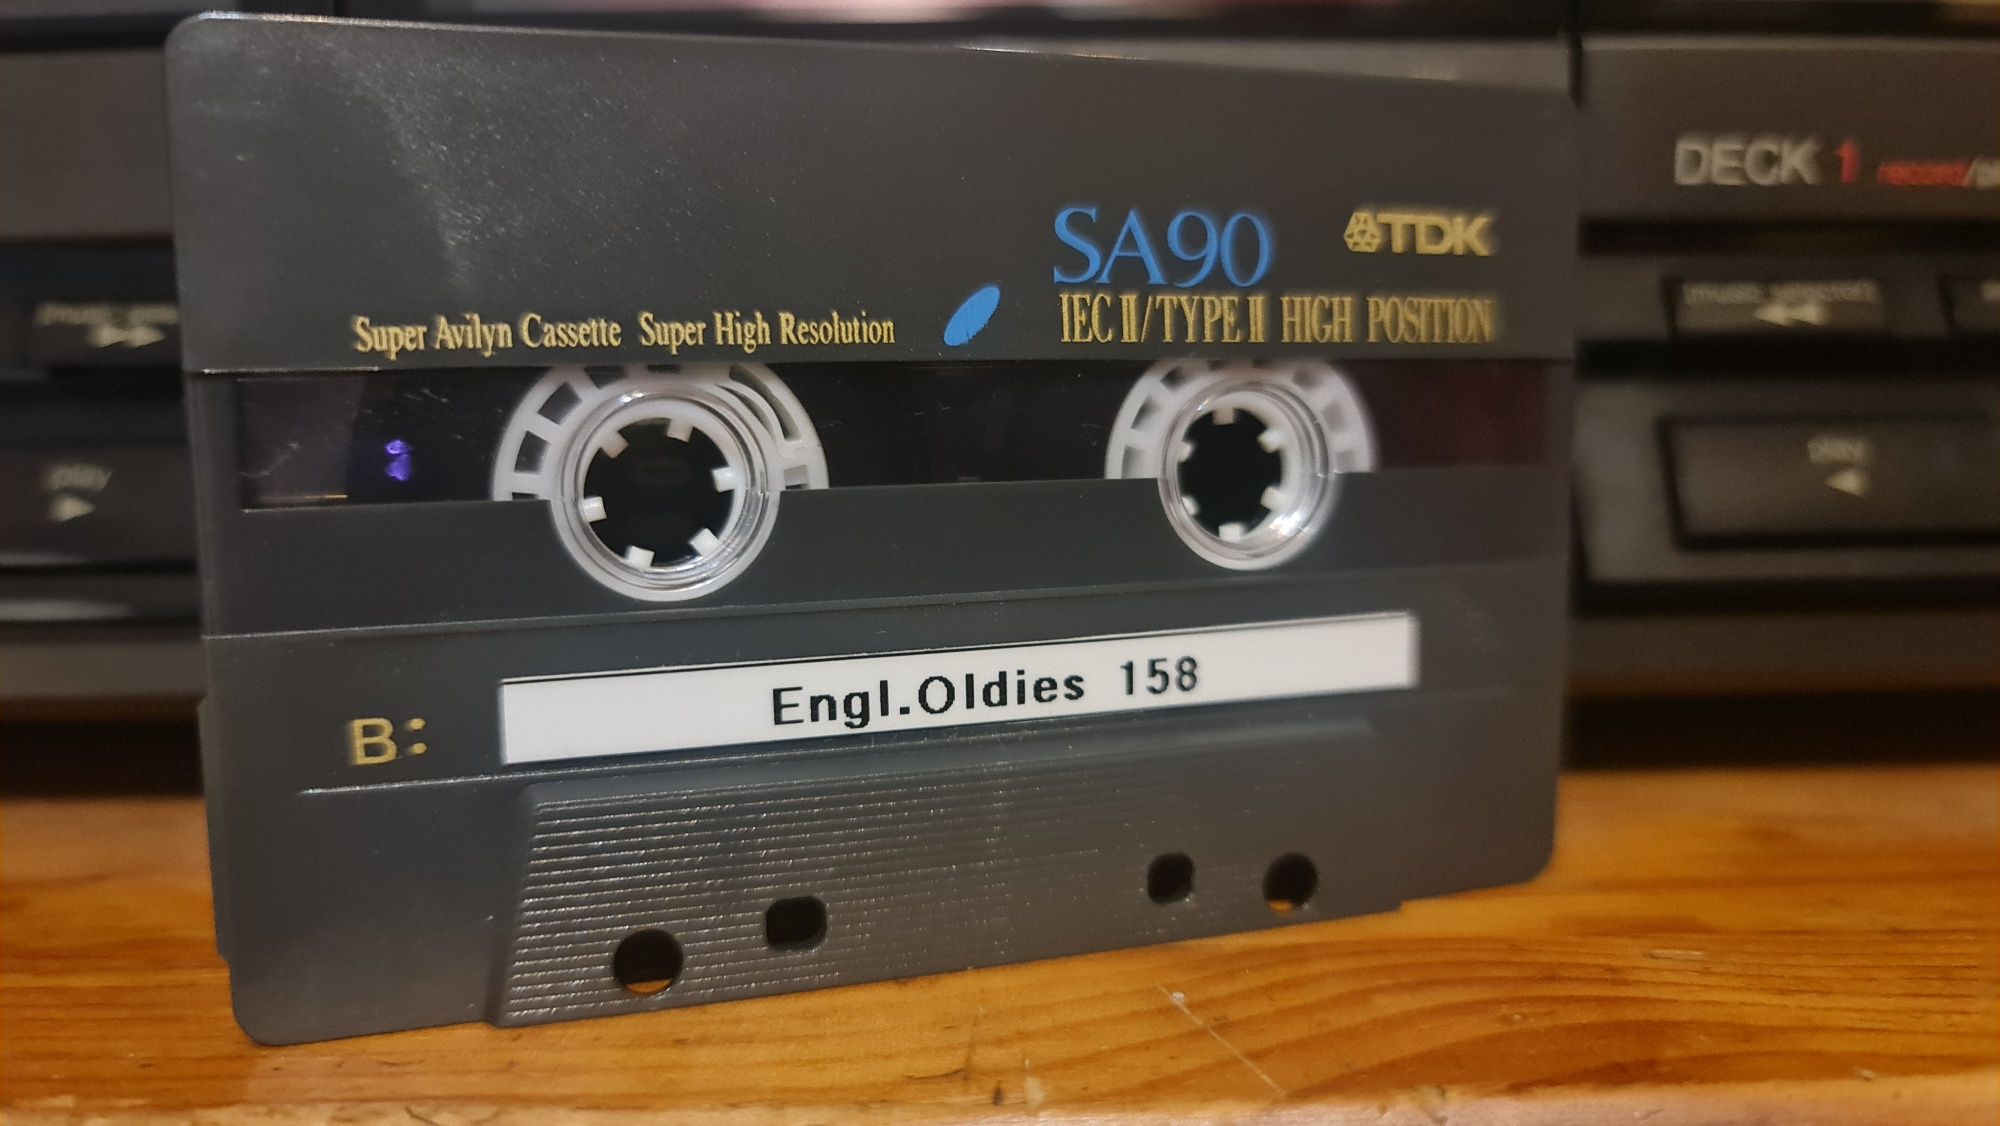 DECK 1 record/
SA90 TDK
Super Avilyn Cassette Super High Resolution
IEC II/TYPE II HIGH POSITION
play
play
B: Engl.Oldies 158